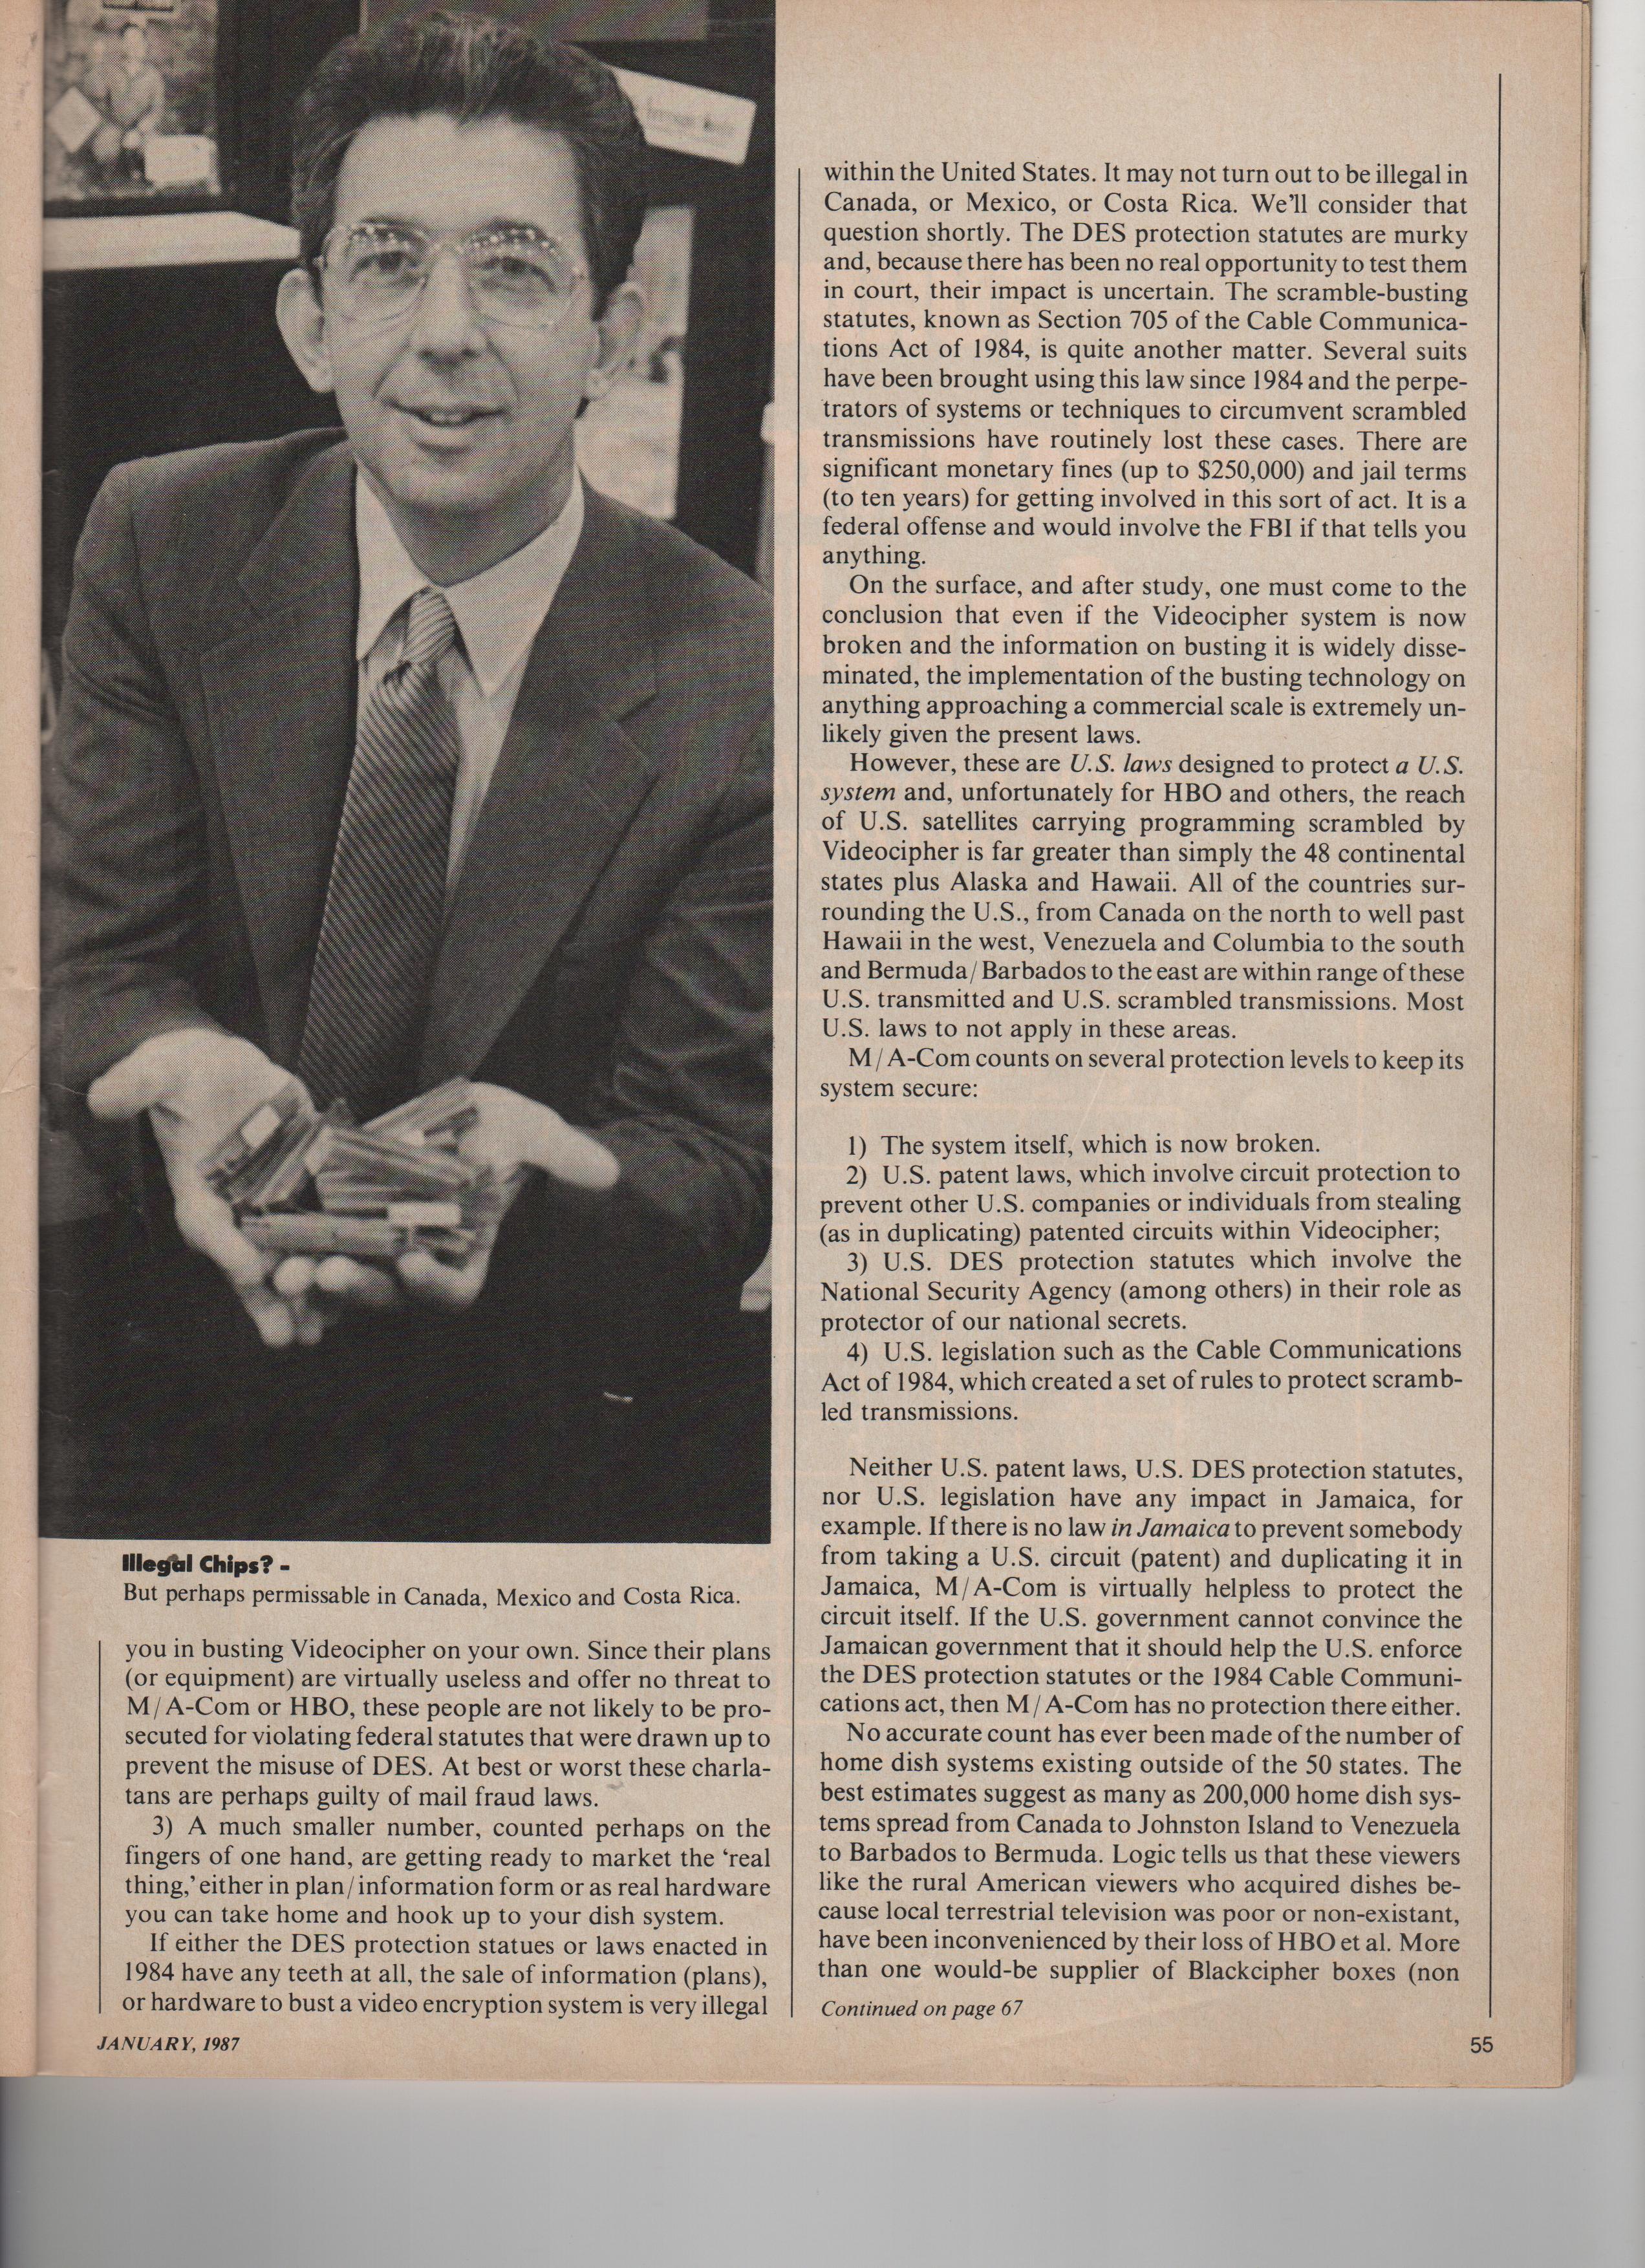 Illegal Chips? -
But perhaps permissable in Canada, Mexico and Costa Rica.
you in busting Videocipher on your own. Since their plans
(or equipment) are virtually useless and offer no threat to
M/A-Com or HBO, these people are not likely to be pro-
secuted for violating federal statutes that were drawn up to
prevent the misuse of DES. At best or worst these charla-
tans are perhaps guilty of mail fraud laws.
3) A much smaller number, counted perhaps on the
fingers of one hand, are getting ready to market the ‘real
thing,’ either in plan/information form or as real hardware
you can take home and hook up to your dish system.
If either the DES protection statues or laws enacted in
1984 have any teeth at all, the sale of information (plans),
or hardware to bust a video encryption system is very illegal
within the United States. It may not turn out to be illegal in
Canada, or Mexico, or Costa Rica. We’ll consider that
question shortly. The DES protection statutes are murky
and, because there has been no real opportunity to test them
in court, their impact is uncertain. The scramble-busting
statutes, known as Section 705 of the Cable Communica-
tions Act of 1984, is quite another matter. Several suits
have been brought using this law since 1984 and the perpe-
trators of systems or techniques to circumvent scrambled
transmissions have routinely lost these cases. There are
significant monetary fines (up to $250,000) and jail terms
(to ten years) for getting involved in this sort of act. It is a
federal offense and would involve the FBI if that tells you
anything.
On the surface, and after study, one must come to the
conclusion that even if the Videocipher system is now
broken and the information on busting it is widely disse-
minated, the implementation of the busting technology on
anything approaching a commercial scale is extremely un-
likely given the present laws.
However, these are U.S. laws designed to protect a U.S.
system and, unfortunately for HBO and others, the reach
of U.S. satellites carrying programming scrambled by
Videocipher is far greater than simply the 48 continental
states plus Alaska and Hawaii. All of the countries sur-
rounding the U.S., from Canada on the north to well past
Hawaii in the west, Venezuela and Columbia to the south
and Bermuda/Barbados to the east are within range of these
U.S. transmitted and U.S. scrambled transmissions. Most
U.S. laws to not apply in these areas.
M/A-Com counts on several protection levels to keep its
system secure:
1) The system itself, which is now broken.
2) U.S. patent laws, which involve circuit protection to
prevent other U.S. companies or individuals from stealing
(as in duplicating) patented circuits within Videocipher;
3) U.S. DES protection statutes which involve the
National Security Agency (among others) in their role as
protector of our national secrets.
4) U.S. legislation such as the Cable Communications
Act of 1984, which created a set of rules to protect scramb-
led transmissions.
Neither U.S. patent laws, U.S. DES protection statutes,
nor U.S. legislation have any impact in Jamaica, for
example. If there is no law in Jamaica to prevent somebody
from taking a U.S. circuit (patent) and duplicating it in
Jamaica, M/A-Com is virtually helpless to protect the
circuit itself. If the U.S. government cannot convince the
Jamaican government that it should help the U.S. enforce
the DES protection statutes or the 1984 Cable Communi-
cations act, then M/A-Com has no protection there either.
No accurate count has ever been made of the number of
home dish systems existing outside of the 50 states. The
best estimates suggest as many as 200,000 home dish sys-
tems spread from Canada to Johnston Island to Venezuela
to Barbados to Bermuda. Logic tells us that these viewers
like the rural American viewers who acquired dishes be-
cause local terrestrial television was poor or non-existant,
have been inconvenienced by their loss of HBO et al. More
than one would-be supplier of Blackcipher boxes (non
Continued on page 67
JANUARY, 1987
55